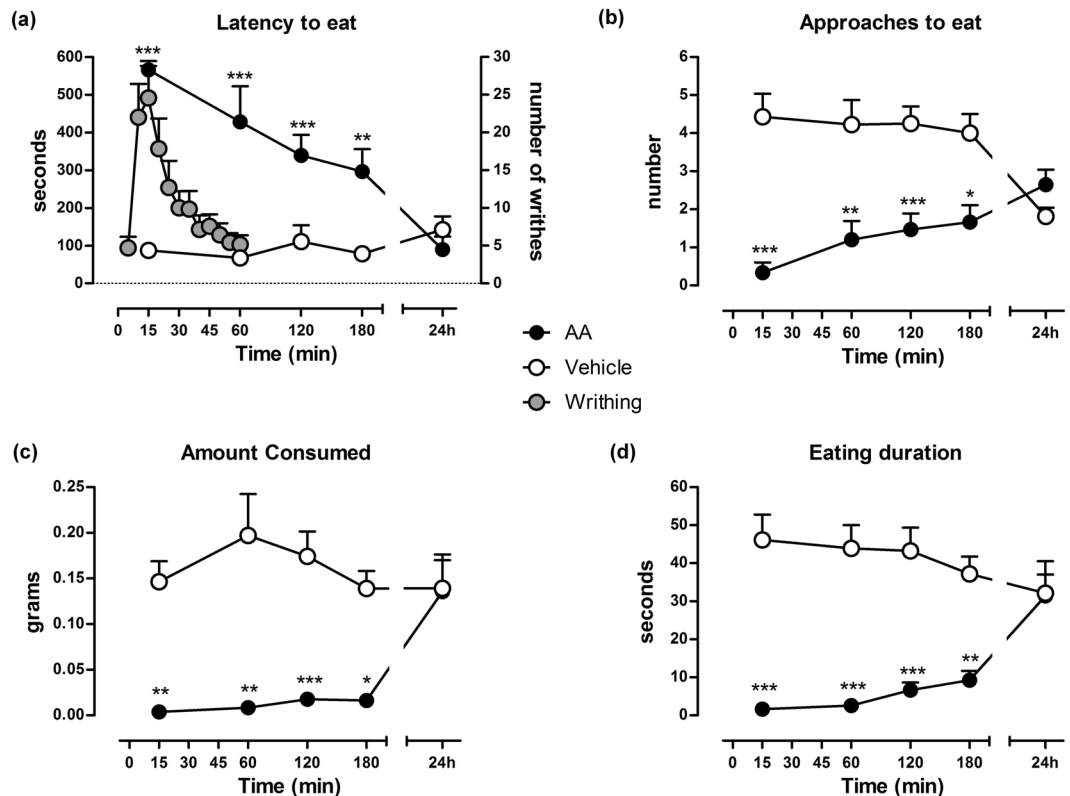 (a)
Latency to eat
600
500
400
300
200
100
0
seconds
30
25
20
15
10
5
0
number of writhes
***
***
***
**
0 15 30 45 60 120 180 24h
Time (min)
(b)
Approaches to eat
6
5
4
3
2
1
0
number
***
**
***
*
0 15 30 45 60 120 180 24h
Time (min)
AA
Vehicle
Writhing
(c)
Amount Consumed
0.25
0.20
0.15
0.10
0.05
0.00
grams
**
**
***
*
0 15 30 45 60 120 180 24h
Time (min)
(d)
Eating duration
60
50
40
30
20
10
0
seconds
***
***
***
**
0 15 30 45 60 120 180 24h
Time (min)